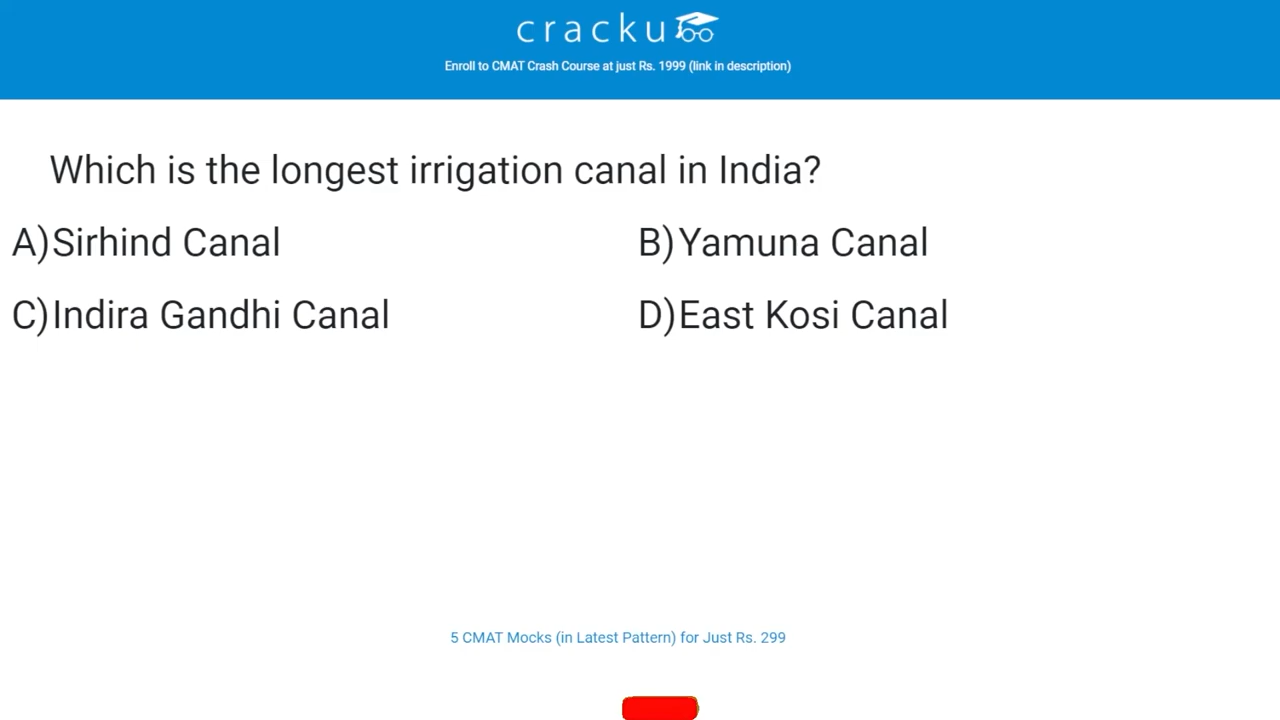 cracku
Enroll to CMAT Crash Course at just Rs. 1999 (link in description)
Which is the longest irrigation canal in India?
A)Sirhind Canal
B)Yamuna Canal
C)Indira Gandhi Canal
D)East Kosi Canal
5 CMAT Mocks (in Latest Pattern) for Just Rs. 299